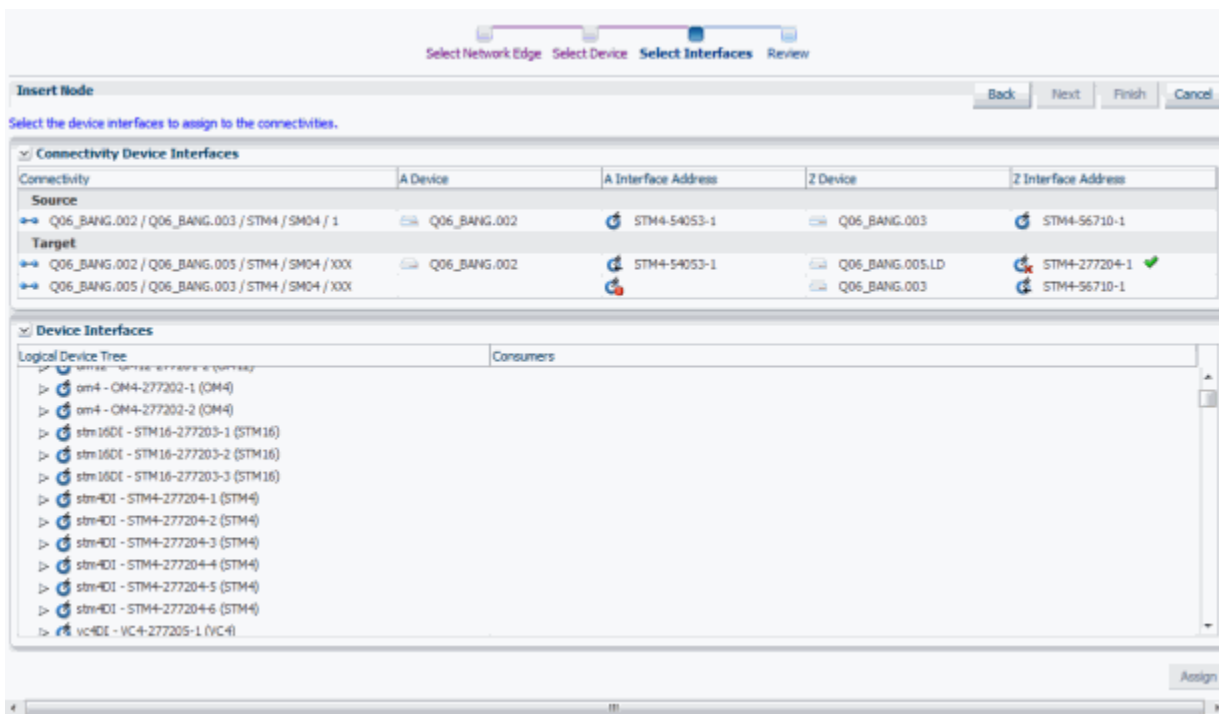 Select Network Edge Select Device Select Interfaces Review
Insert Node
Back Next Finish Cancel
Select the device interfaces to assign to the connectivities.
Connectivity Device Interfaces
Connectivity A Device A Interface Address Z Device Z Interface Address
Source
Q06_BANG.002 / Q06_BANG.003 / STM4 / SM04 / 1 Q06_BANG.002 STM4-54053-1 Q06_BANG.003 STM4-56710-1
Target
Q06_BANG.002 / Q06_BANG.005 / STM4 / SM04 / XXX Q06_BANG.002 STM4-54053-1 Q06_BANG.005.LD STM4-277204-1
Q06_BANG.005 / Q06_BANG.003 / STM4 / SM04 / XXX Q06_BANG.003 STM4-56710-1
Device Interfaces
Logical Device Tree Consumers
om4 - OM4-277202-1 (OM4)
om4 - OM4-277202-2 (OM4)
stm16DI - STM16-277203-1 (STM16)
stm16DI - STM16-277203-2 (STM16)
stm16DI - STM16-277203-3 (STM16)
stm4DI - STM4-277204-1 (STM4)
stm4DI - STM4-277204-2 (STM4)
stm4DI - STM4-277204-3 (STM4)
stm4DI - STM4-277204-4 (STM4)
stm4DI - STM4-277204-5 (STM4)
stm4DI - STM4-277204-6 (STM4)
vc4DI - VC4-277205-1 (VC4)
Assign